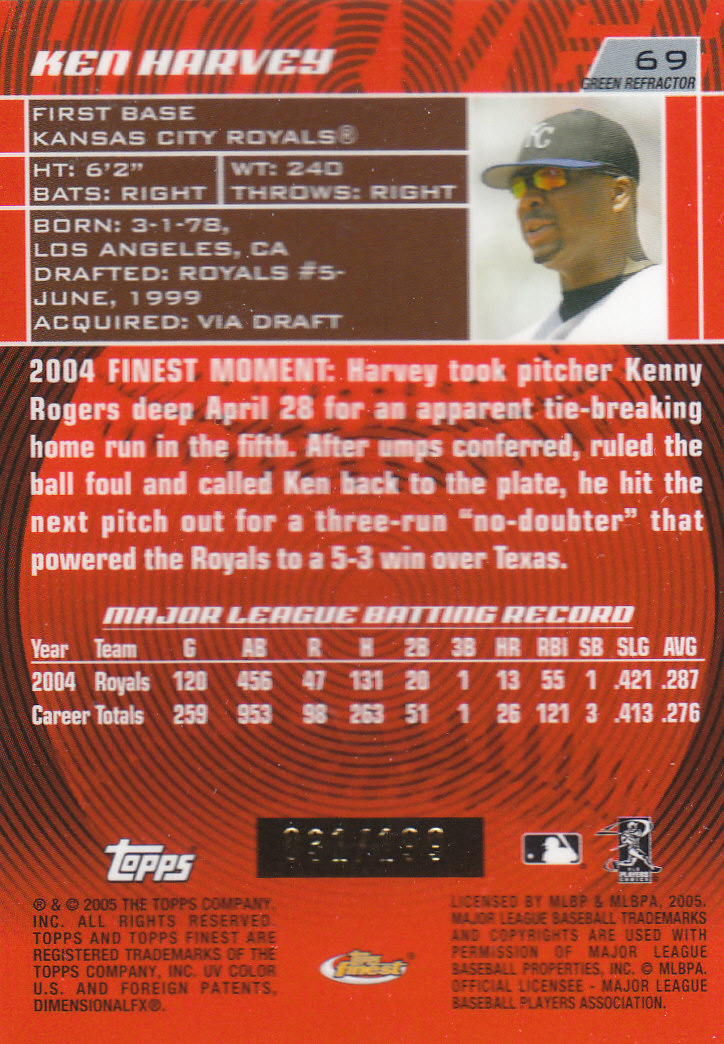 KEN HARVEY
69
GREEN REFRACTOR
FIRST BASE
KANSAS CITY ROYALS®
HT: 6'2" WT: 240
BATS: RIGHT THROWS: RIGHT
BORN: 3-1-78,
LOS ANGELES, CA
DRAFTED: ROYALS #5-
JUNE, 1999
ACQUIRED: VIA DRAFT
KC
2004 FINEST MOMENT: Harvey took pitcher Kenny
Rogers deep April 28 for an apparent tie-breaking
home run in the fifth. After umps conferred, ruled the
ball foul and called Ken back to the plate, he hit the
next pitch out for a three-run "no-doubter" that
powered the Royals to a 5-3 win over Texas.
MAJOR LEAGUE BATTING RECORD
Year Team G AB R H 2B 3B HR RBI SB SLG AVG
2004 Royals 120 456 47 131 20 1 13 55 1 .421 .287
Career Totals 259 953 98 263 51 1 26 121 3 .413 .276
Topps
PLAYERS
CHOICE
® & © 2005 THE TOPPS COMPANY,
INC. ALL RIGHTS RESERVED.
TOPPS AND TOPPS FINEST ARE
REGISTERED TRADEMARKS OF THE
TOPPS COMPANY, INC. UV COLOR
U.S. AND FOREIGN PATENTS,
DIMENSIONALFX®.
Topps
finest®
LICENSED BY MLBP & MLBPA, 2005.
MAJOR LEAGUE BASEBALL TRADEMARKS
AND COPYRIGHTS ARE USED WITH
PERMISSION OF MAJOR LEAGUE
BASEBALL PROPERTIES, INC. © MLBPA.
OFFICIAL LICENSEE - MAJOR LEAGUE
BASEBALL PLAYERS ASSOCIATION.